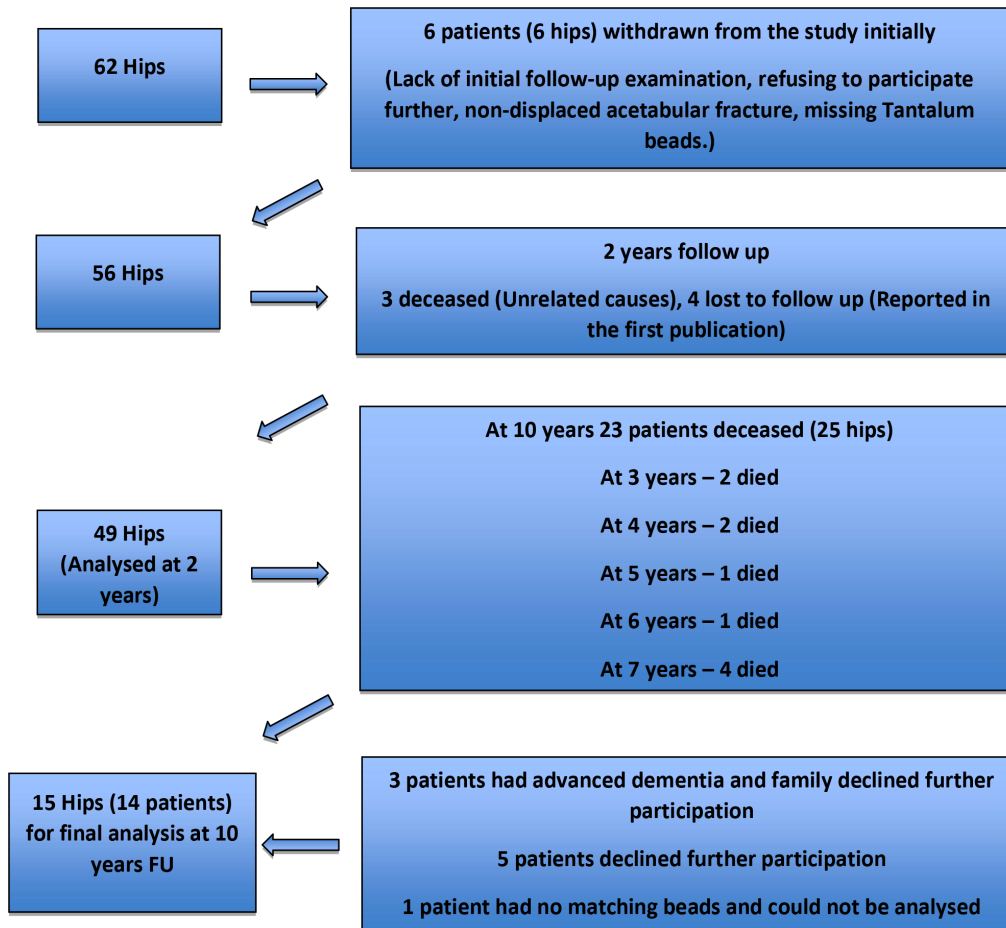 62 Hips
6 patients (6 hips) withdrawn from the study initially
(Lack of initial follow-up examination, refusing to participate
further, non-displaced acetabular fracture, missing Tantalum
beads.)
56 Hips
2 years follow up
3 deceased (Unrelated causes), 4 lost to follow up (Reported in
the first publication)
49 Hips
(Analysed at 2
years)
At 10 years 23 patients deceased (25 hips)
At 3 years – 2 died
At 4 years – 2 died
At 5 years – 1 died
At 6 years – 1 died
At 7 years – 4 died
15 Hips (14 patients)
for final analysis at 10
years FU
3 patients had advanced dementia and family declined further
participation
5 patients declined further participation
1 patient had no matching beads and could not be analysed